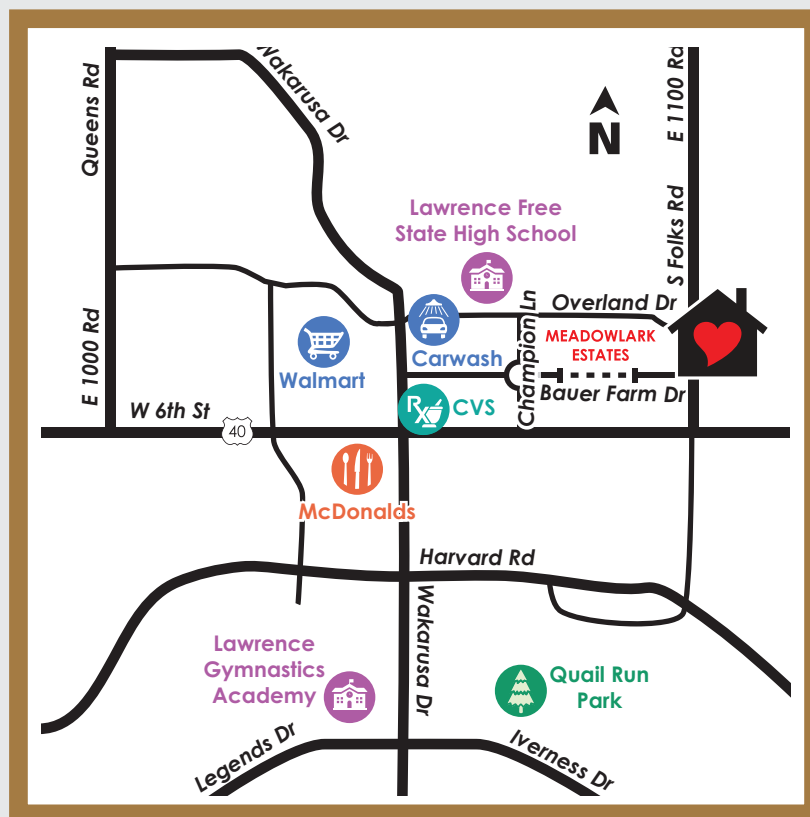 Queens Rd
Wakarusa Dr
E 1100 Rd
N
Lawrence Free
State High School
S Folks Rd
Overland Dr
Champion Ln
MEADOWLARK
ESTATES
E 1000 Rd
Walmart
Carwash
Bauer Farm Dr
W 6th St
40
Rx
CVS
McDonalds
Harvard Rd
Wakarusa Dr
Lawrence
Gymnastics
Academy
Quail Run
Park
Legends Dr
Iverness Dr